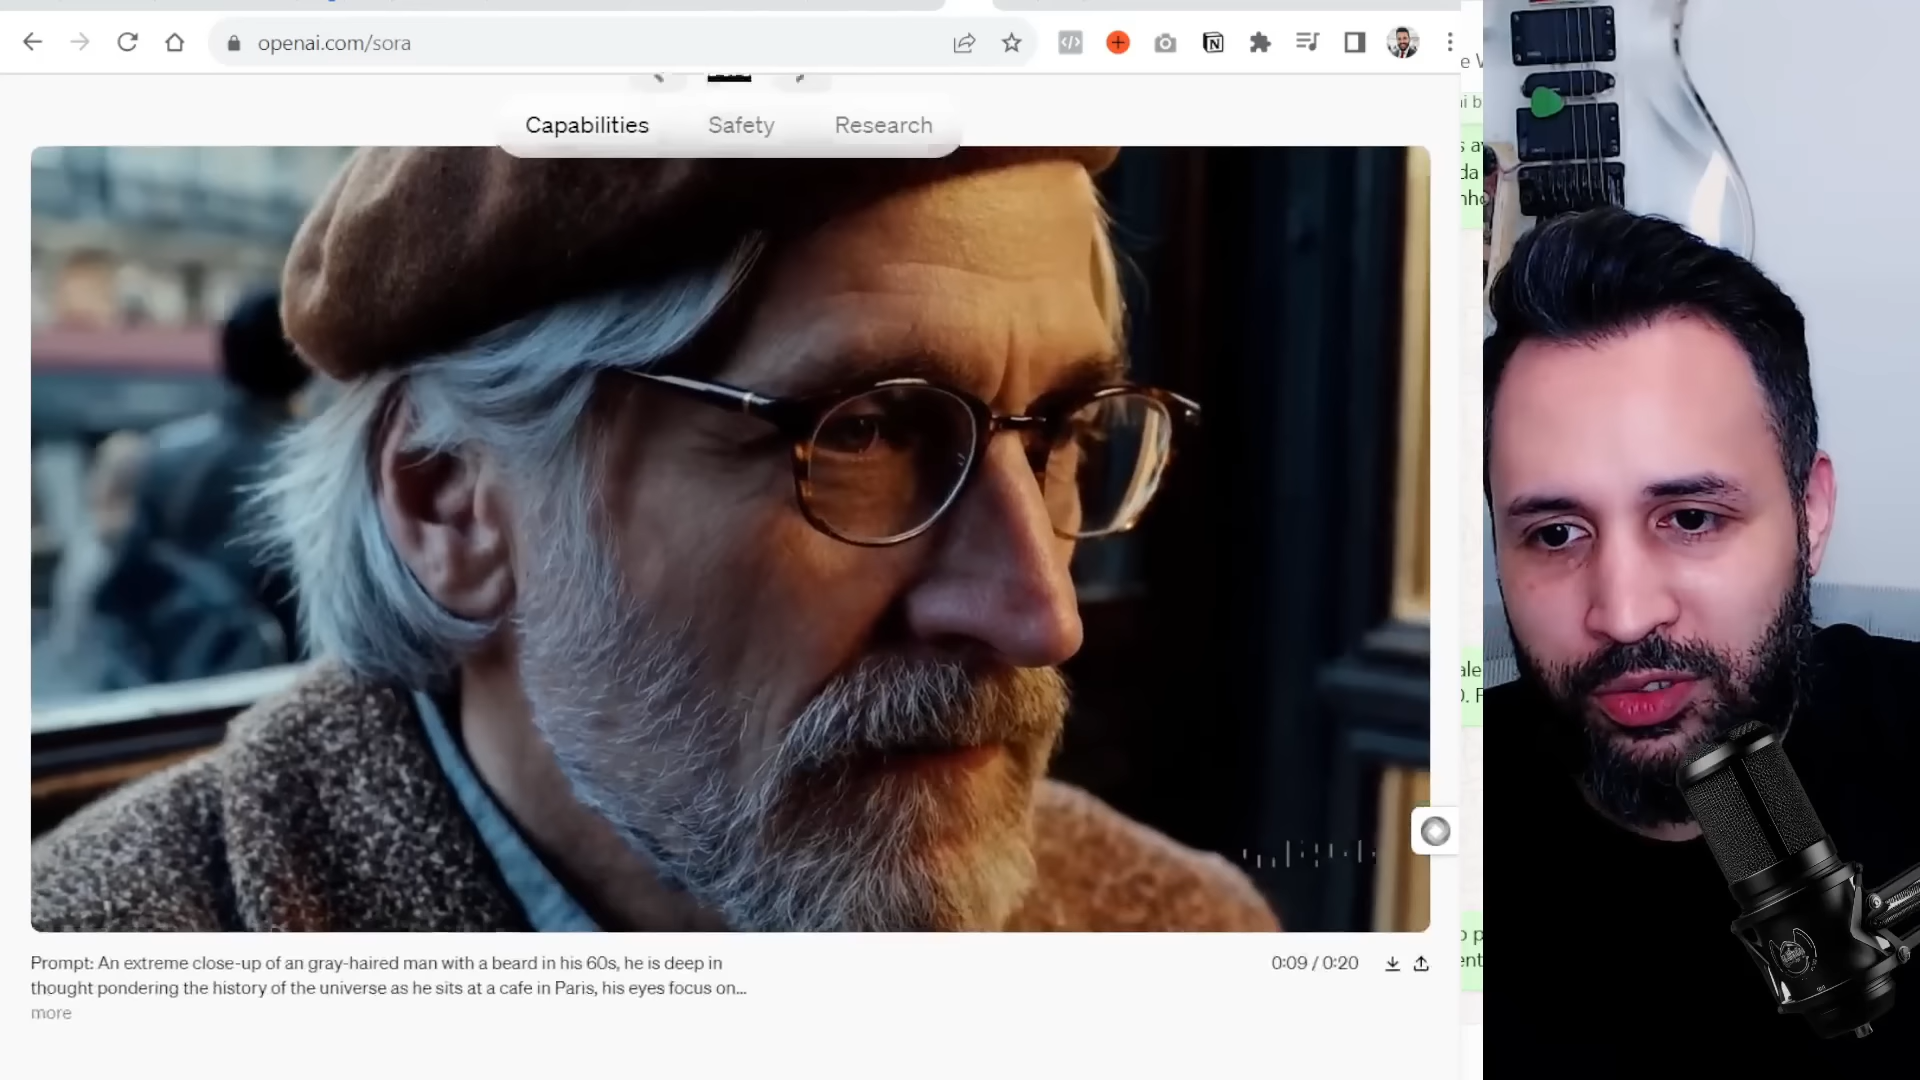 openai.com/sora
Capabilities Safety Research
Prompt: An extreme close-up of an gray-haired man with a beard in his 60s, he is deep in
thought pondering the history of the universe as he sits at a cafe in Paris, his eyes focus on...
more
0:09 / 0:20